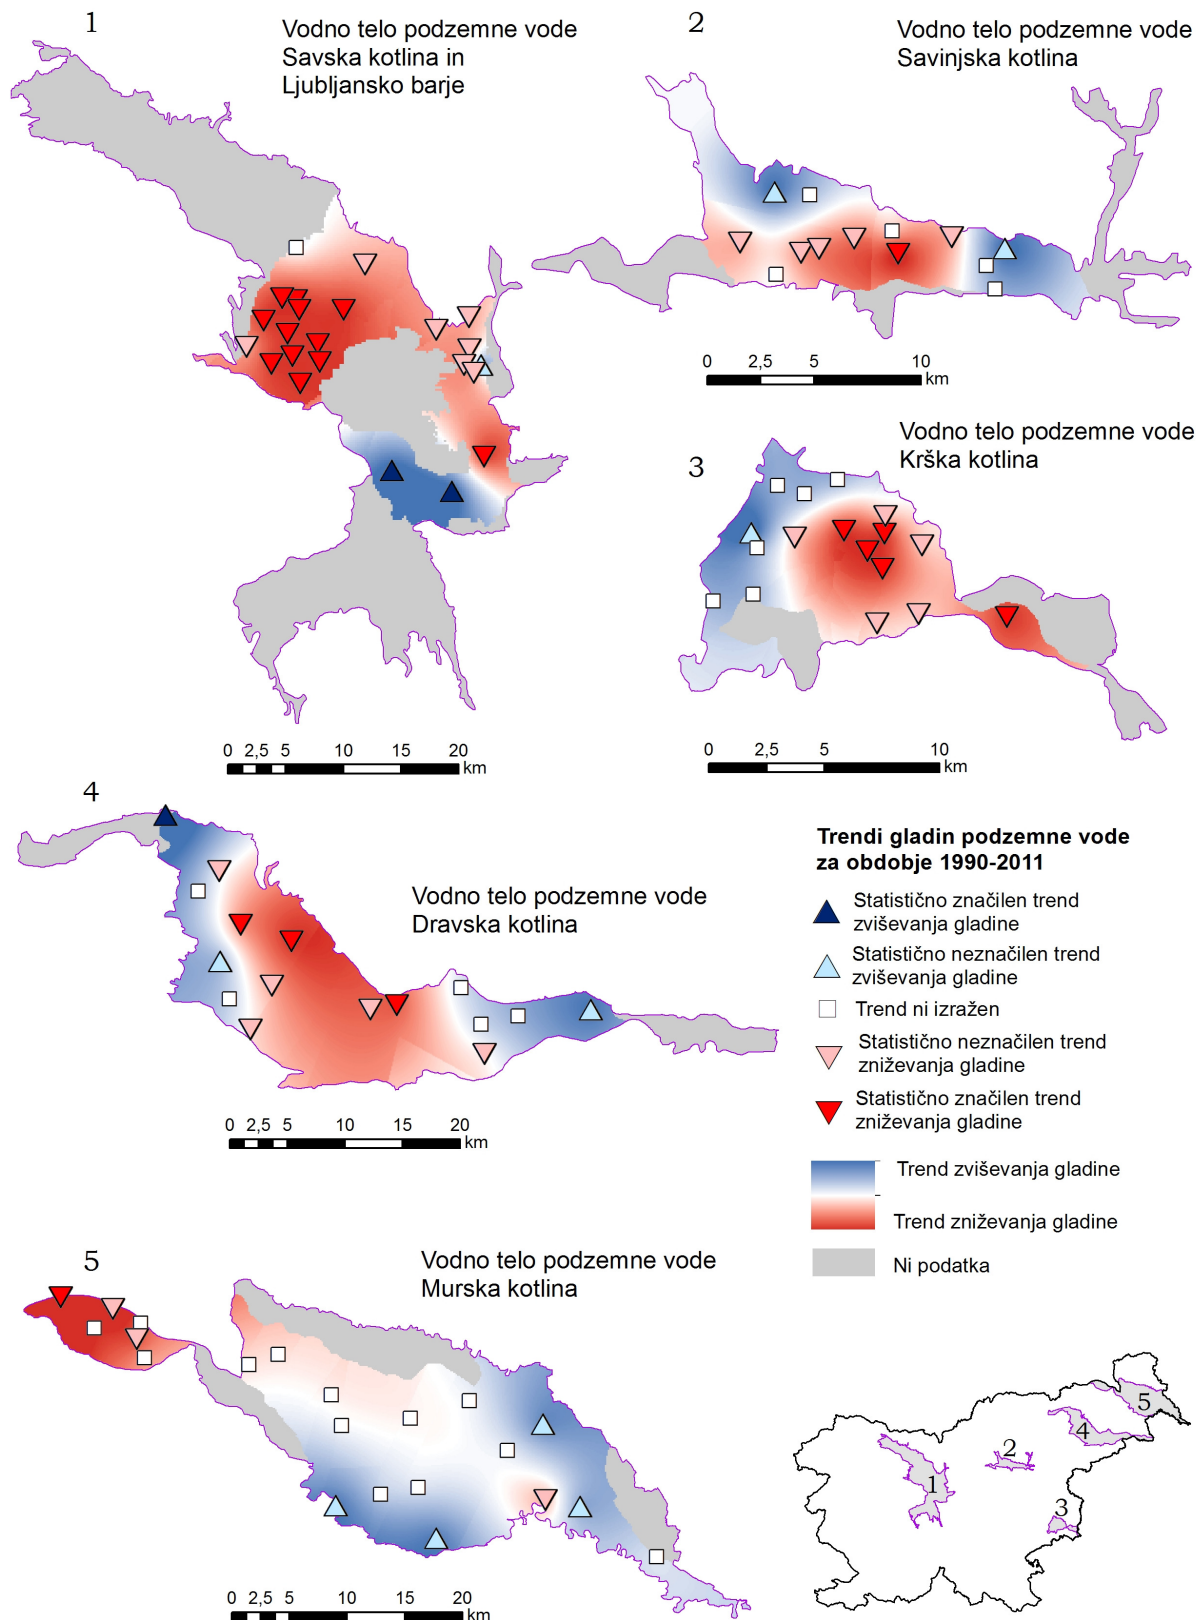 1
Vodno telo podzemne vode
Savska kotlina in
Ljubljansko barje
0 2,5 5 10 15 20
km
2
Vodno telo podzemne vode
Savinjska kotlina
0 2,5 5 10
km
3
Vodno telo podzemne vode
Krška kotlina
0 2,5 5 10
km
4
Vodno telo podzemne vode
Dravska kotlina
0 2,5 5 10 15 20
km
Trendi gladin podzemne vode
za obdobje 1990-2011
Statistično značilen trend
zviševanja gladine
Statistično neznačilen trend
zviševanja gladine
Trend ni izražen
Statistično neznačilen trend
zniževanja gladine
Statistično značilen trend
zniževanja gladine
Trend zviševanja gladine
Trend zniževanja gladine
Ni podatka
5
Vodno telo podzemne vode
Murska kotlina
0 2,5 5 10 15 20
km
5
4
2
1
3